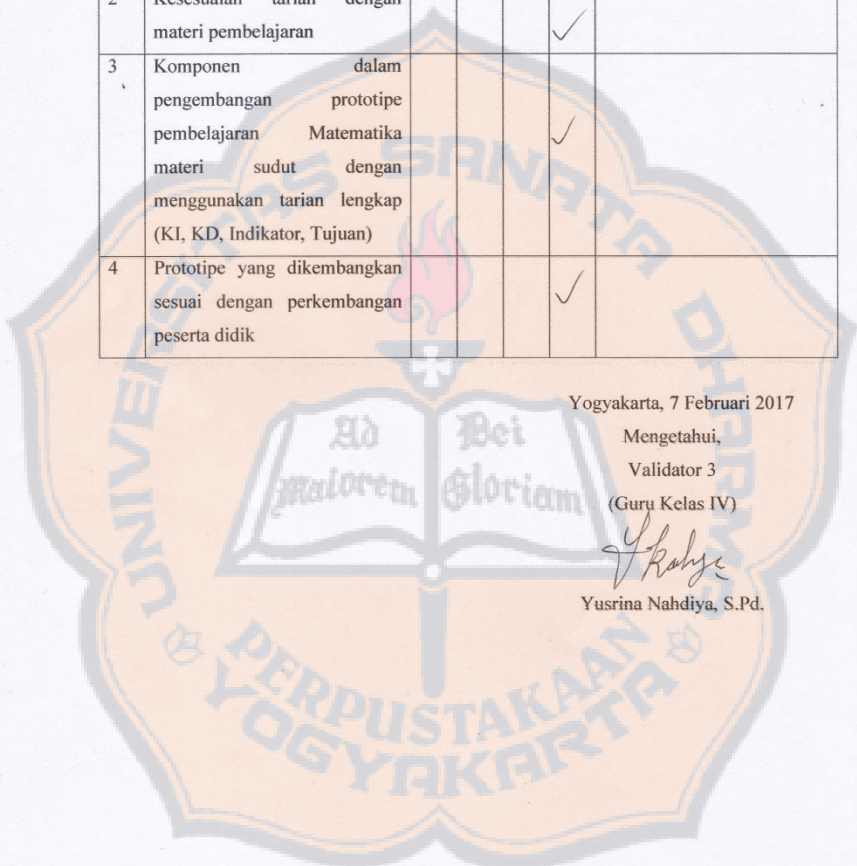 2 Kesesuaian tarian dengan
materi pembelajaran ✓
3 Komponen dalam
pengembangan prototipe
pembelajaran Matematika ✓
materi sudut dengan
menggunakan tarian lengkap
(KI, KD, Indikator, Tujuan)
4 Prototipe yang dikembangkan
sesuai dengan perkembangan ✓
peserta didik
Yogyakarta, 7 Februari 2017
Mengetahui,
Validator 3
(Guru Kelas IV)
Yusrina Nahdiya, S.Pd.
UNIVERSITAS SANATA DHARMA
Ad Dei
Maiorem Gloriam
PERPUSTAKAAN
YOGYAKARTA